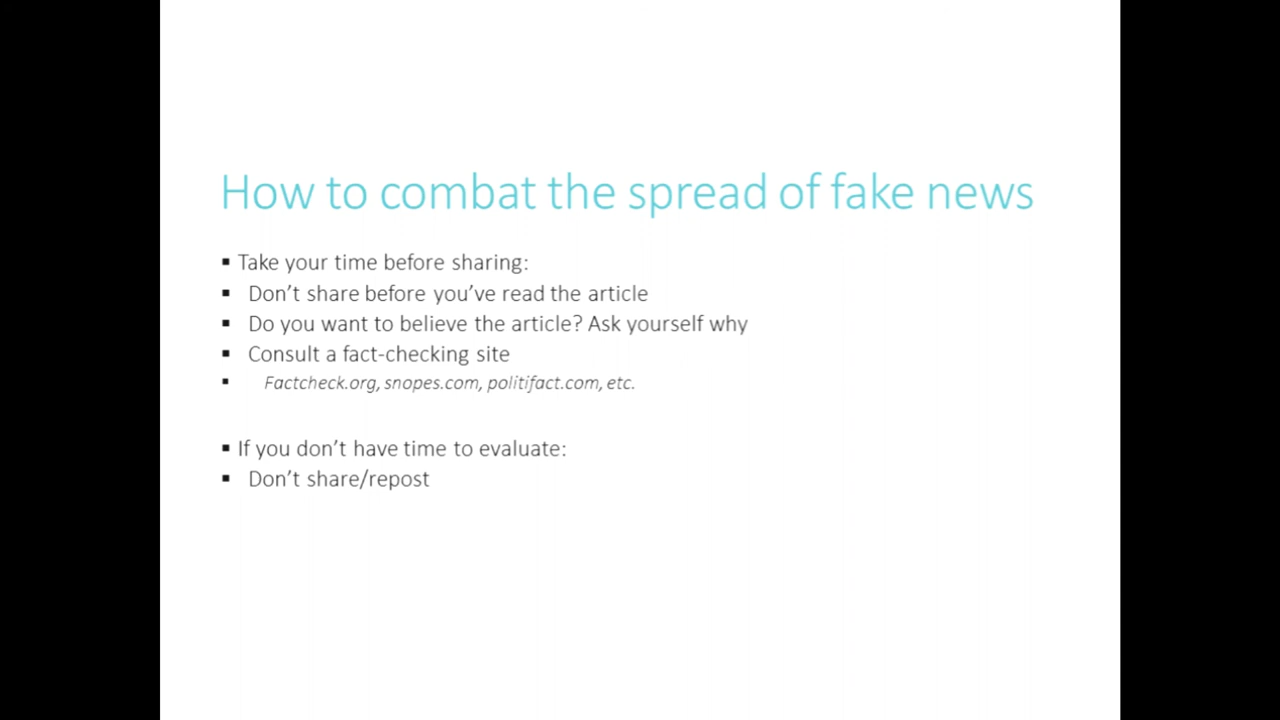 How to combat the spread of fake news
▪ Take your time before sharing:
▪ Don’t share before you’ve read the article
▪ Do you want to believe the article? Ask yourself why
▪ Consult a fact-checking site
▪ Factcheck.org, snopes.com, politifact.com, etc.
▪ If you don’t have time to evaluate:
▪ Don’t share/repost